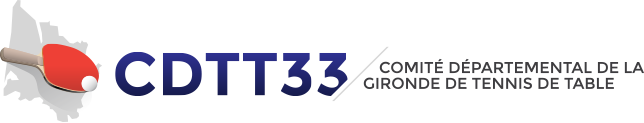 CDTT33
COMITÉ DÉPARTEMENTAL DE LA
GIRONDE DE TENNIS DE TABLE